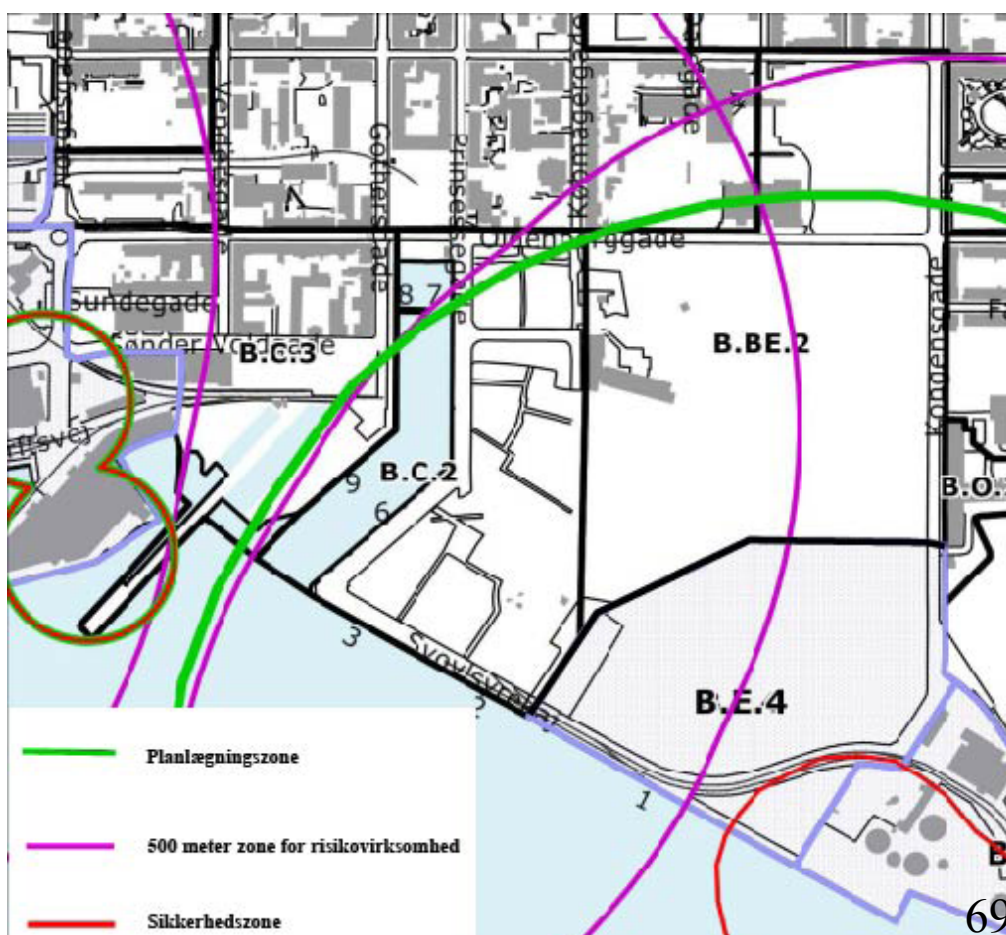 Gothersgade
Prinsessegade
Oldenborggade
8 7
Sundegade
Sønder Voldgade
B.C.3
B.BE.2
Kongensgade
B.C.2
9
6
B.O.
3
2
B.E.4
1
B
Planlægningszone
500 meter zone for risikovirksomhed
Sikkerhedszone
69